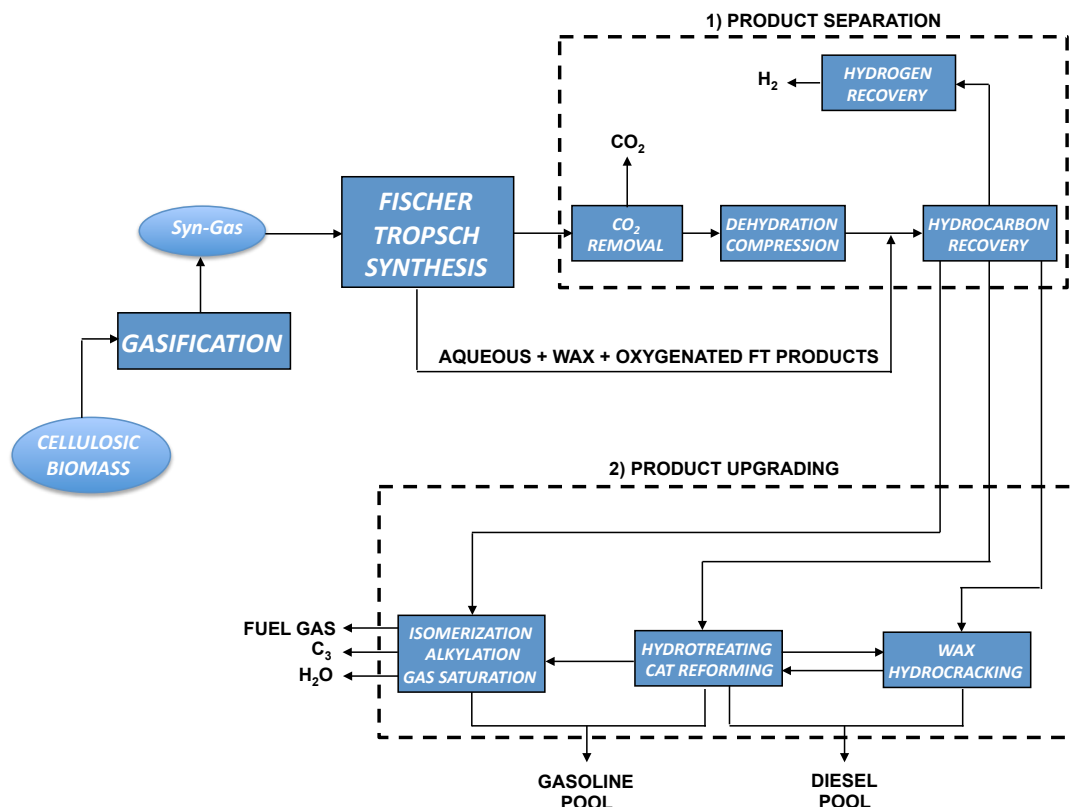 1) PRODUCT SEPARATION
H₂
HYDROGEN
RECOVERY
CO₂
Syn-Gas
FISCHER
TROPSCH
SYNTHESIS
CO₂
REMOVAL
DEHYDRATION
COMPRESSION
HYDROCARBON
RECOVERY
GASIFICATION
AQUEOUS + WAX + OXYGENATED FT PRODUCTS
CELLULOSIC
BIOMASS
2) PRODUCT UPGRADING
FUEL GAS
C₃
H₂O
ISOMERIZATION
ALKYLATION
GAS SATURATION
HYDROTREATING
CAT REFORMING
WAX
HYDROCRACKING
GASOLINE
POOL
DIESEL
POOL